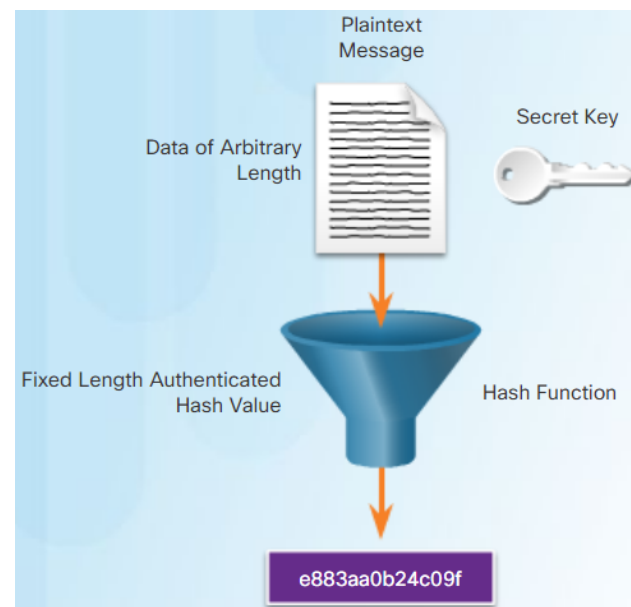 Plaintext
Message
Secret Key
Data of Arbitrary
Length
Fixed Length Authenticated
Hash Value
Hash Function
e883aa0b24c09f